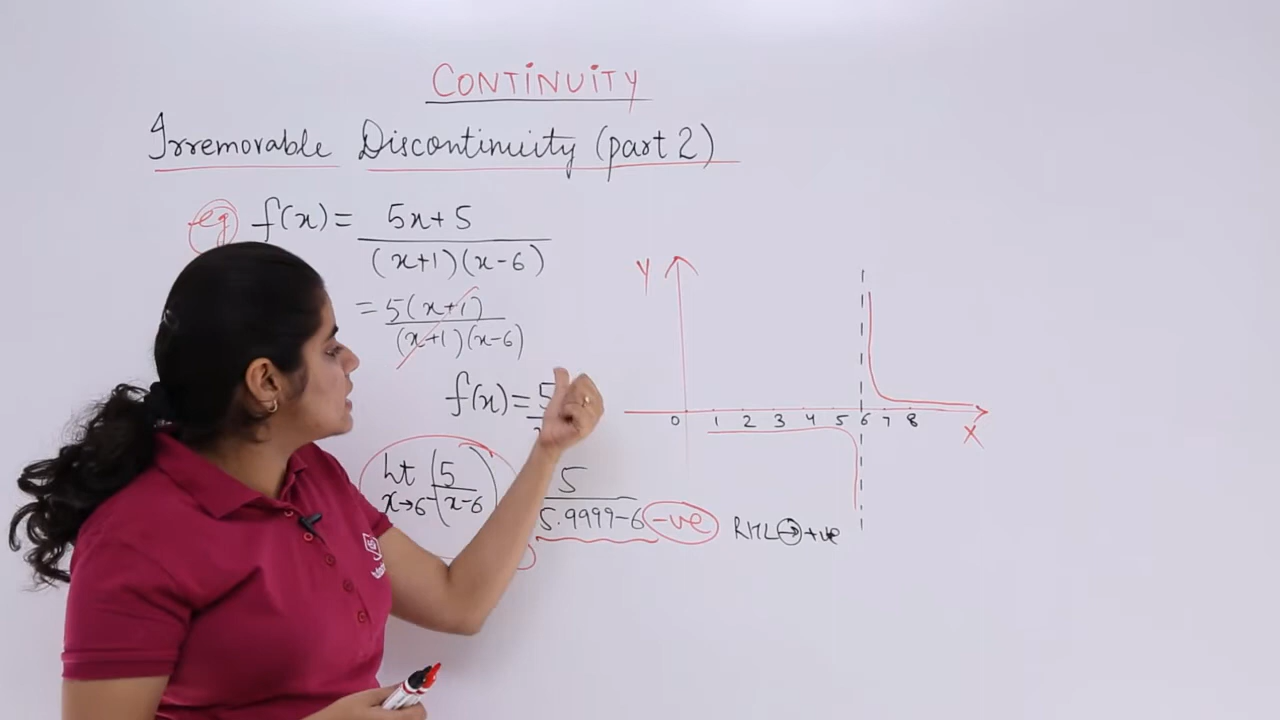 CONTINUITY
Irremovable Discontinuity (part 2)
eg f(x) = 5x+5
(x+1)(x-6)
= 5(x+1)
(x+1)(x-6)
f(x) = 5
lt x→6⁻ (5/(x-6))
5
5.9999-6 -ve
RHL → +ve
Y
0 1 2 3 4 5 6 7 8
X